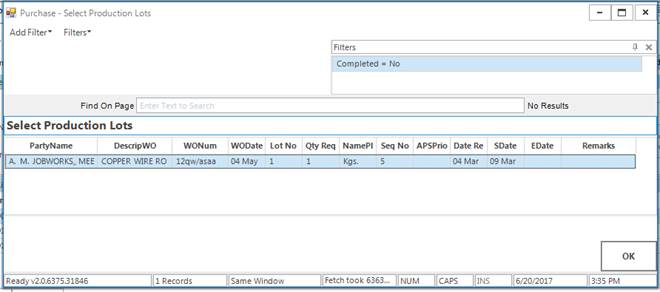 Purchase - Select Production Lots
Add Filter Filters
Filters
Completed = No
Find On Page Enter Text to Search No Results
Select Production Lots
PartyName DescripWO WONum WODate Lot No Qty Req NamePl Seq No APSPrio Date Re SDate EDate Remarks
A. M. JOBWORKS, MEE COPPER WIRE RO 12qw/asaa 04 May 1 1 Kgs. 5 04 Mar 09 Mar
OK
Ready v2.0.6375.31846 1 Records Same Window Fetch took 6363... NUM CAPS INS 6/20/2017 3:35 PM